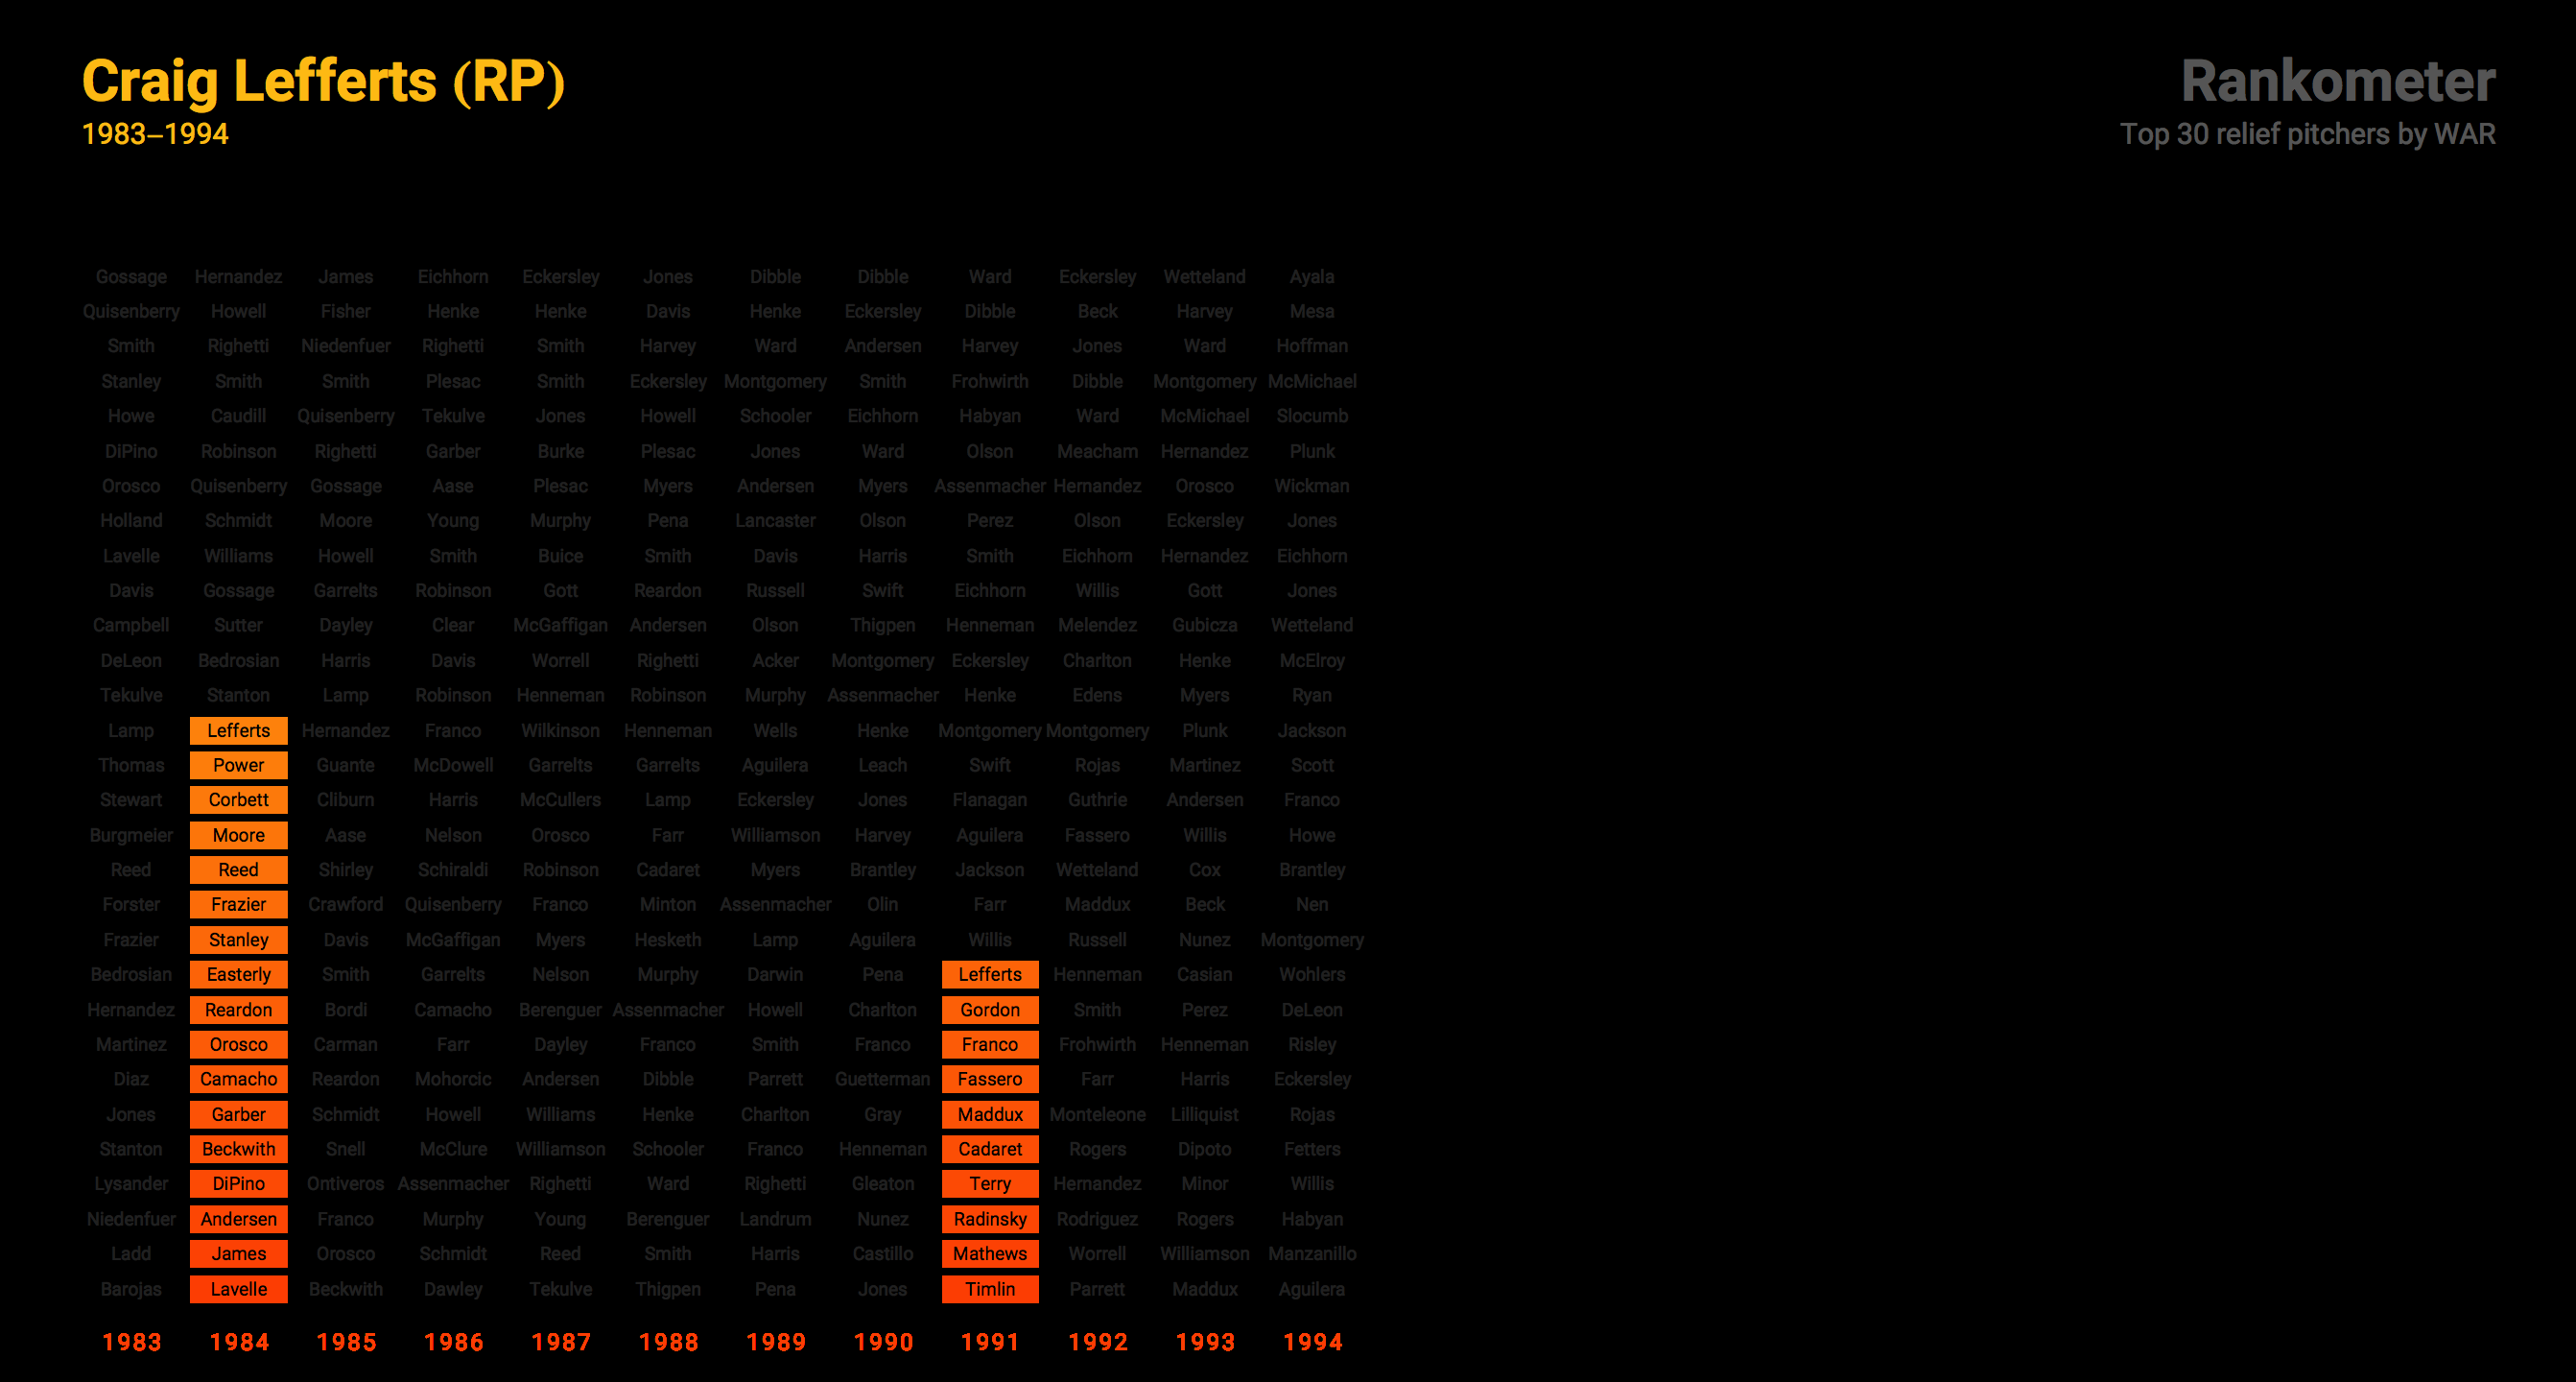 Craig Lefferts (RP)
1983–1994
Rankometer
Top 30 relief pitchers by WAR
Gossage Hernandez James Eichhorn Eckersley Jones Dibble Dibble Ward Eckersley Wetteland Ayala
Quisenberry Howell Fisher Henke Henke Davis Henke Eckersley Dibble Beck Harvey Mesa
Smith Righetti Niedenfuer Righetti Smith Harvey Ward Andersen Harvey Jones Ward Hoffman
Stanley Smith Smith Plesac Smith Eckersley Montgomery Smith Frohwirth Dibble Montgomery McMichael
Howe Caudill Quisenberry Tekulve Jones Howell Schooler Eichhorn Habyan Ward McMichael Slocumb
DiPino Robinson Righetti Garber Burke Plesac Jones Ward Olson Meacham Hernandez Plunk
Orosco Quisenberry Gossage Aase Plesac Myers Andersen Myers Assenmacher Hernandez Orosco Wickman
Holland Schmidt Moore Young Murphy Pena Lancaster Olson Perez Olson Eckersley Jones
Lavelle Williams Howell Smith Buice Smith Davis Harris Smith Eichhorn Hernandez Eichhorn
Davis Gossage Garrelts Robinson Gott Reardon Russell Swift Eichhorn Willis Gott Jones
Campbell Sutter Dayley Clear McGaffigan Andersen Olson Thigpen Henneman Melendez Gubicza Wetteland
DeLeon Bedrosian Harris Davis Worrell Righetti Acker Montgomery Eckersley Charlton Henke McElroy
Tekulve Stanton Lamp Robinson Henneman Robinson Murphy Assenmacher Henke Edens Myers Ryan
Lamp Lefferts Hernandez Franco Wilkinson Henneman Wells Henke Montgomery Montgomery Plunk Jackson
Thomas Power Guante McDowell Garrelts Garrelts Aguilera Leach Swift Rojas Martinez Scott
Stewart Corbett Cliburn Harris McCullers Lamp Eckersley Jones Flanagan Guthrie Andersen Franco
Burgmeier Moore Aase Nelson Orosco Farr Williamson Harvey Aguilera Fassero Willis Howe
Reed Reed Shirley Schiraldi Robinson Cadaret Myers Brantley Jackson Wetteland Cox Brantley
Forster Frazier Crawford Quisenberry Franco Minton Assenmacher Olin Farr Maddux Beck Nen
Frazier Stanley Davis McGaffigan Myers Hesketh Lamp Aguilera Willis Russell Nunez Montgomery
Bedrosian Easterly Smith Garrelts Nelson Murphy Darwin Pena Lefferts Henneman Casian Wohlers
Hernandez Reardon Bordi Camacho Berenguer Assenmacher Howell Charlton Gordon Smith Perez DeLeon
Martinez Orosco Carman Farr Dayley Franco Smith Franco Franco Frohwirth Henneman Risley
Diaz Camacho Reardon Mohorcic Andersen Dibble Parrett Guetterman Fassero Farr Harris Eckersley
Jones Garber Schmidt Howell Williams Henke Charlton Gray Maddux Monteleone Lilliquist Rojas
Stanton Beckwith Snell McClure Williamson Schooler Franco Henneman Cadaret Rogers Dipoto Fetters
Lysander DiPino Ontiveros Assenmacher Righetti Ward Righetti Gleaton Terry Hernandez Minor Willis
Niedenfuer Andersen Franco Murphy Young Berenguer Landrum Nunez Radinsky Rodriguez Rogers Habyan
Ladd James Orosco Schmidt Reed Smith Harris Castillo Mathews Worrell Williamson Manzanillo
Barojas Lavelle Beckwith Dawley Tekulve Thigpen Pena Jones Timlin Parrett Maddux Aguilera
1983 1984 1985 1986 1987 1988 1989 1990 1991 1992 1993 1994